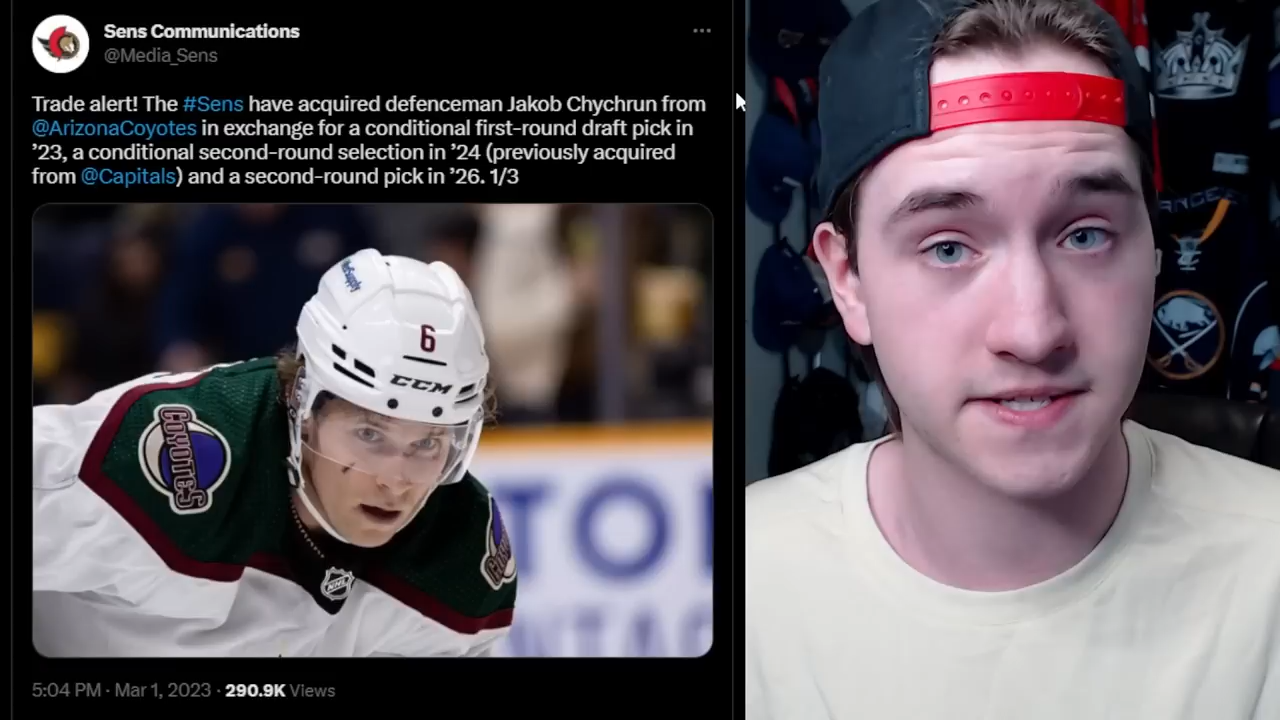 Sens Communications
@Media_Sens
Trade alert! The #Sens have acquired defenceman Jakob Chychrun from
@ArizonaCoyotes in exchange for a conditional first-round draft pick in
’23, a conditional second-round selection in ’24 (previously acquired
from @Capitals) and a second-round pick in ’26. 1/3
6
CCM
COYOTES
NHL
5:04 PM · Mar 1, 2023 · 290.9K Views